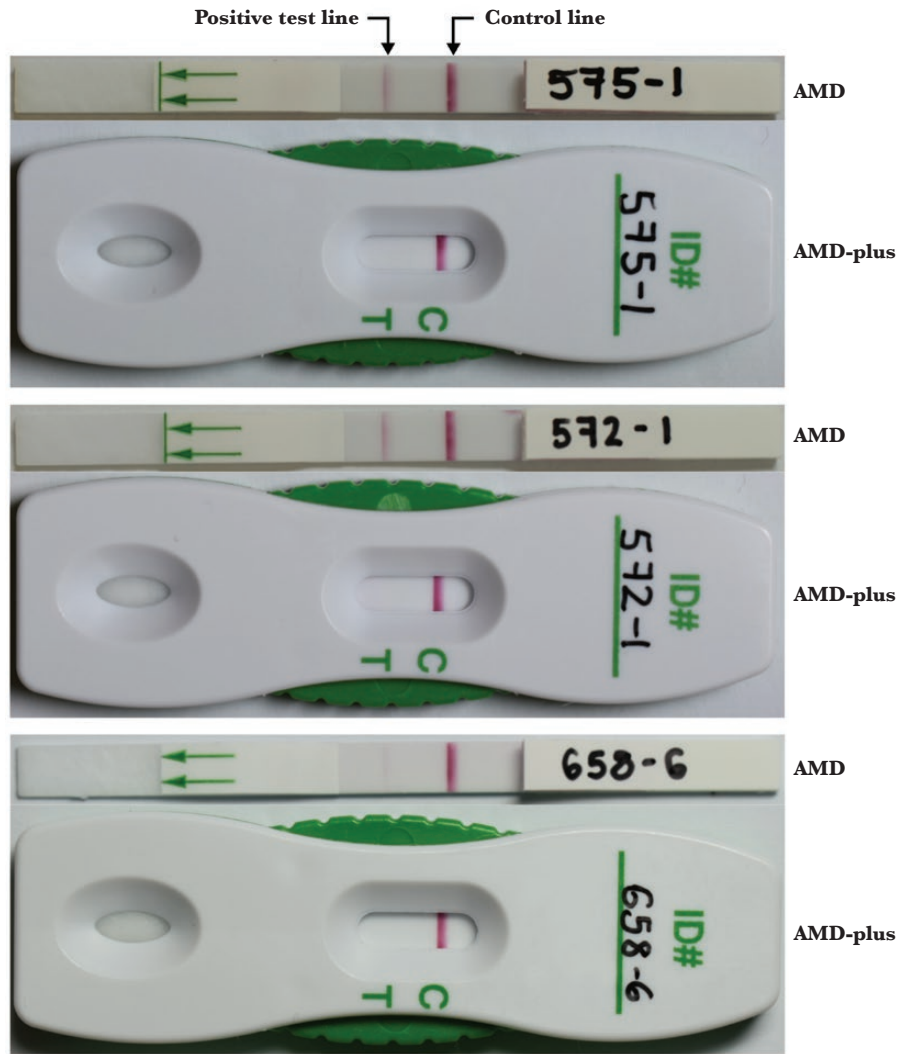 Positive test line
Control line
575-1
AMD
575-1
ID#
AMD-plus
C
T
572-1
AMD
572-1
ID#
AMD-plus
C
T
658-6
AMD
658-6
ID#
AMD-plus
C
T